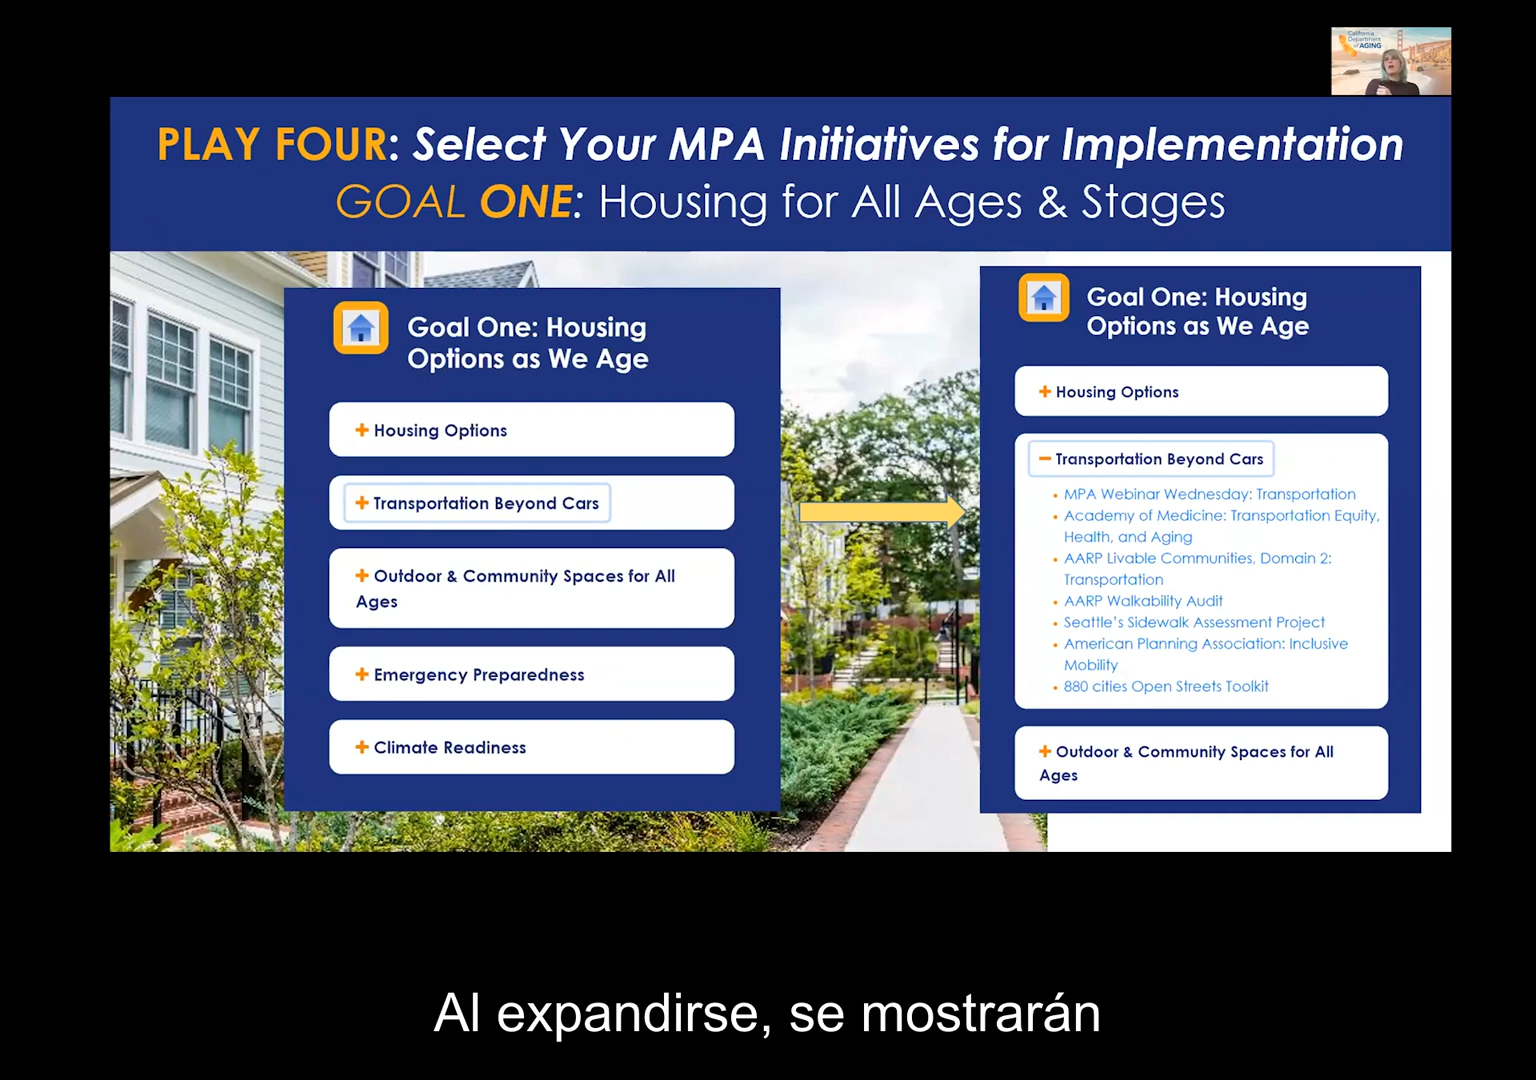 California
Department
of AGING
PLAY FOUR: Select Your MPA Initiatives for Implementation
GOAL ONE: Housing for All Ages & Stages
Goal One: Housing
Options as We Age
+ Housing Options
+ Transportation Beyond Cars
+ Outdoor & Community Spaces for All
Ages
+ Emergency Preparedness
+ Climate Readiness
Goal One: Housing
Options as We Age
+ Housing Options
− Transportation Beyond Cars
• MPA Webinar Wednesday: Transportation
• Academy of Medicine: Transportation Equity,
Health, and Aging
• AARP Livable Communities, Domain 2:
Transportation
• AARP Walkability Audit
• Seattle's Sidewalk Assessment Project
• American Planning Association: Inclusive
Mobility
• 880 cities Open Streets Toolkit
+ Outdoor & Community Spaces for All
Ages
Al expandirse, se mostrarán